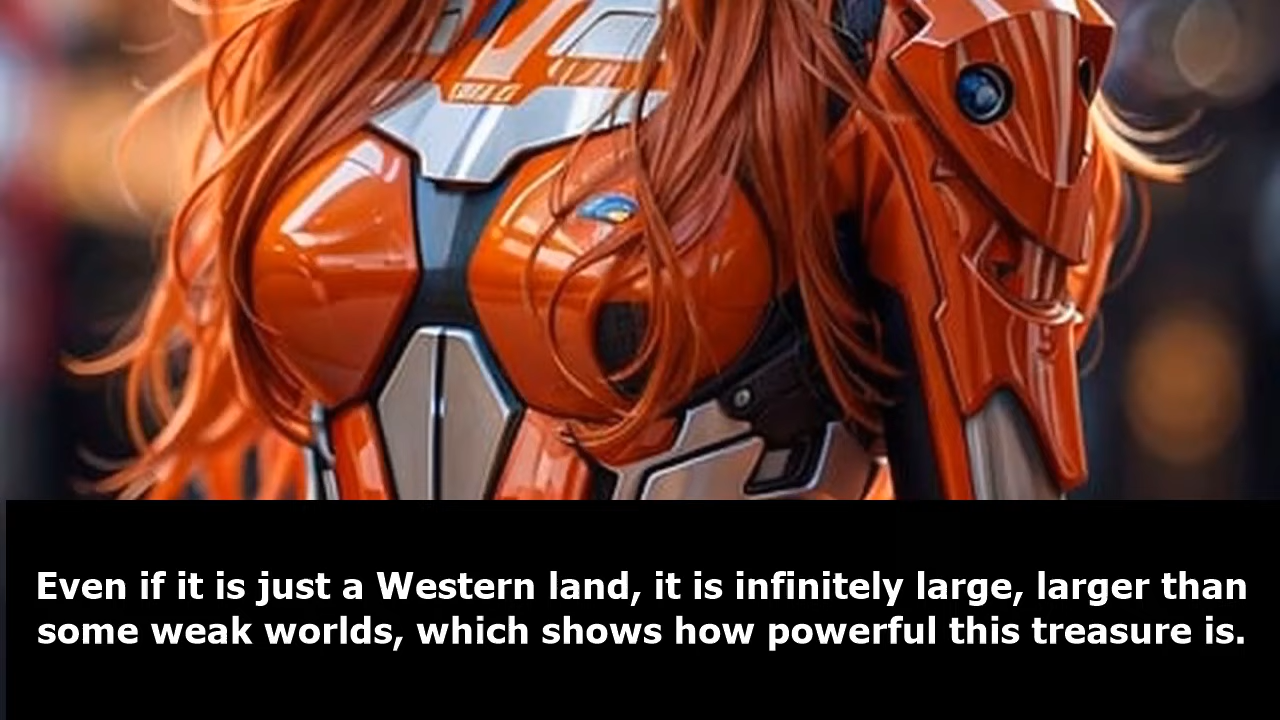 Even if it is just a Western land, it is infinitely large, larger than
some weak worlds, which shows how powerful this treasure is.